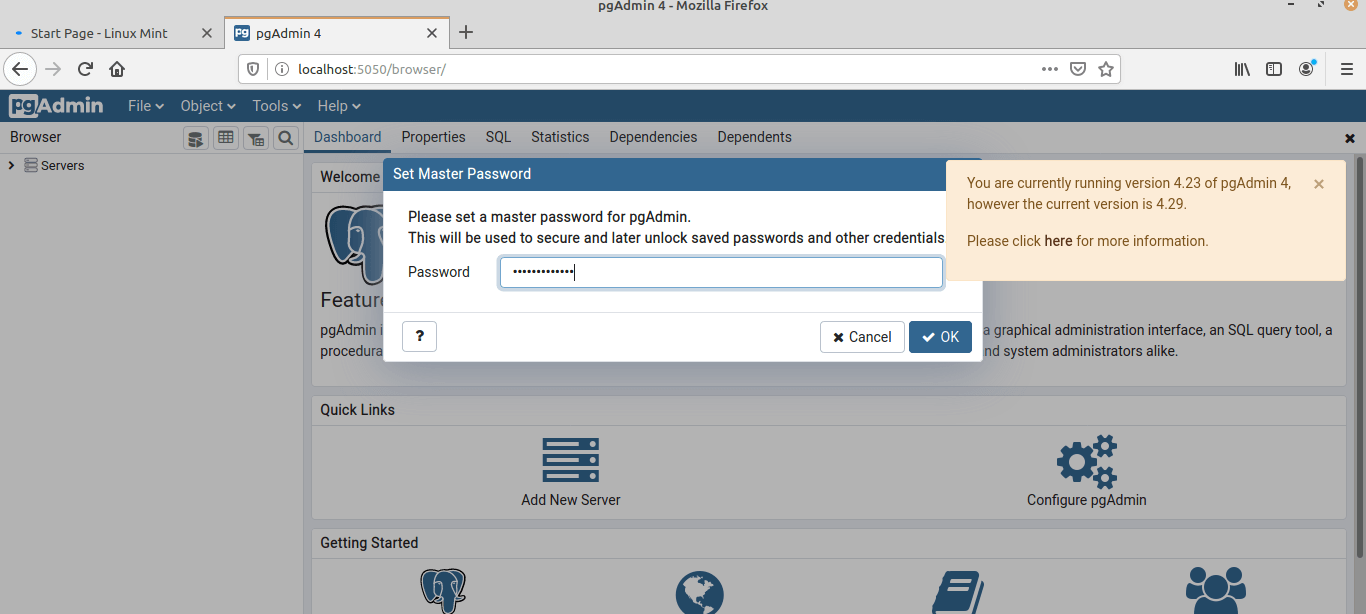 pgAdmin 4 - Mozilla Firefox
Start Page - Linux Mint
pgAdmin 4
localhost:5050/browser/
pgAdmin File Object Tools Help
Browser
Dashboard Properties SQL Statistics Dependencies Dependents
Servers
Welcome
Set Master Password
You are currently running version 4.23 of pgAdmin 4,
however the current version is 4.29.
Please click here for more information.
Please set a master password for pgAdmin.
This will be used to secure and later unlock saved passwords and other credentials
Password •••••••••••••
Featur
pgAdmin i
a graphical administration interface, an SQL query tool, a
procedura
nd system administrators alike.
? Cancel OK
Quick Links
Add New Server
Configure pgAdmin
Getting Started